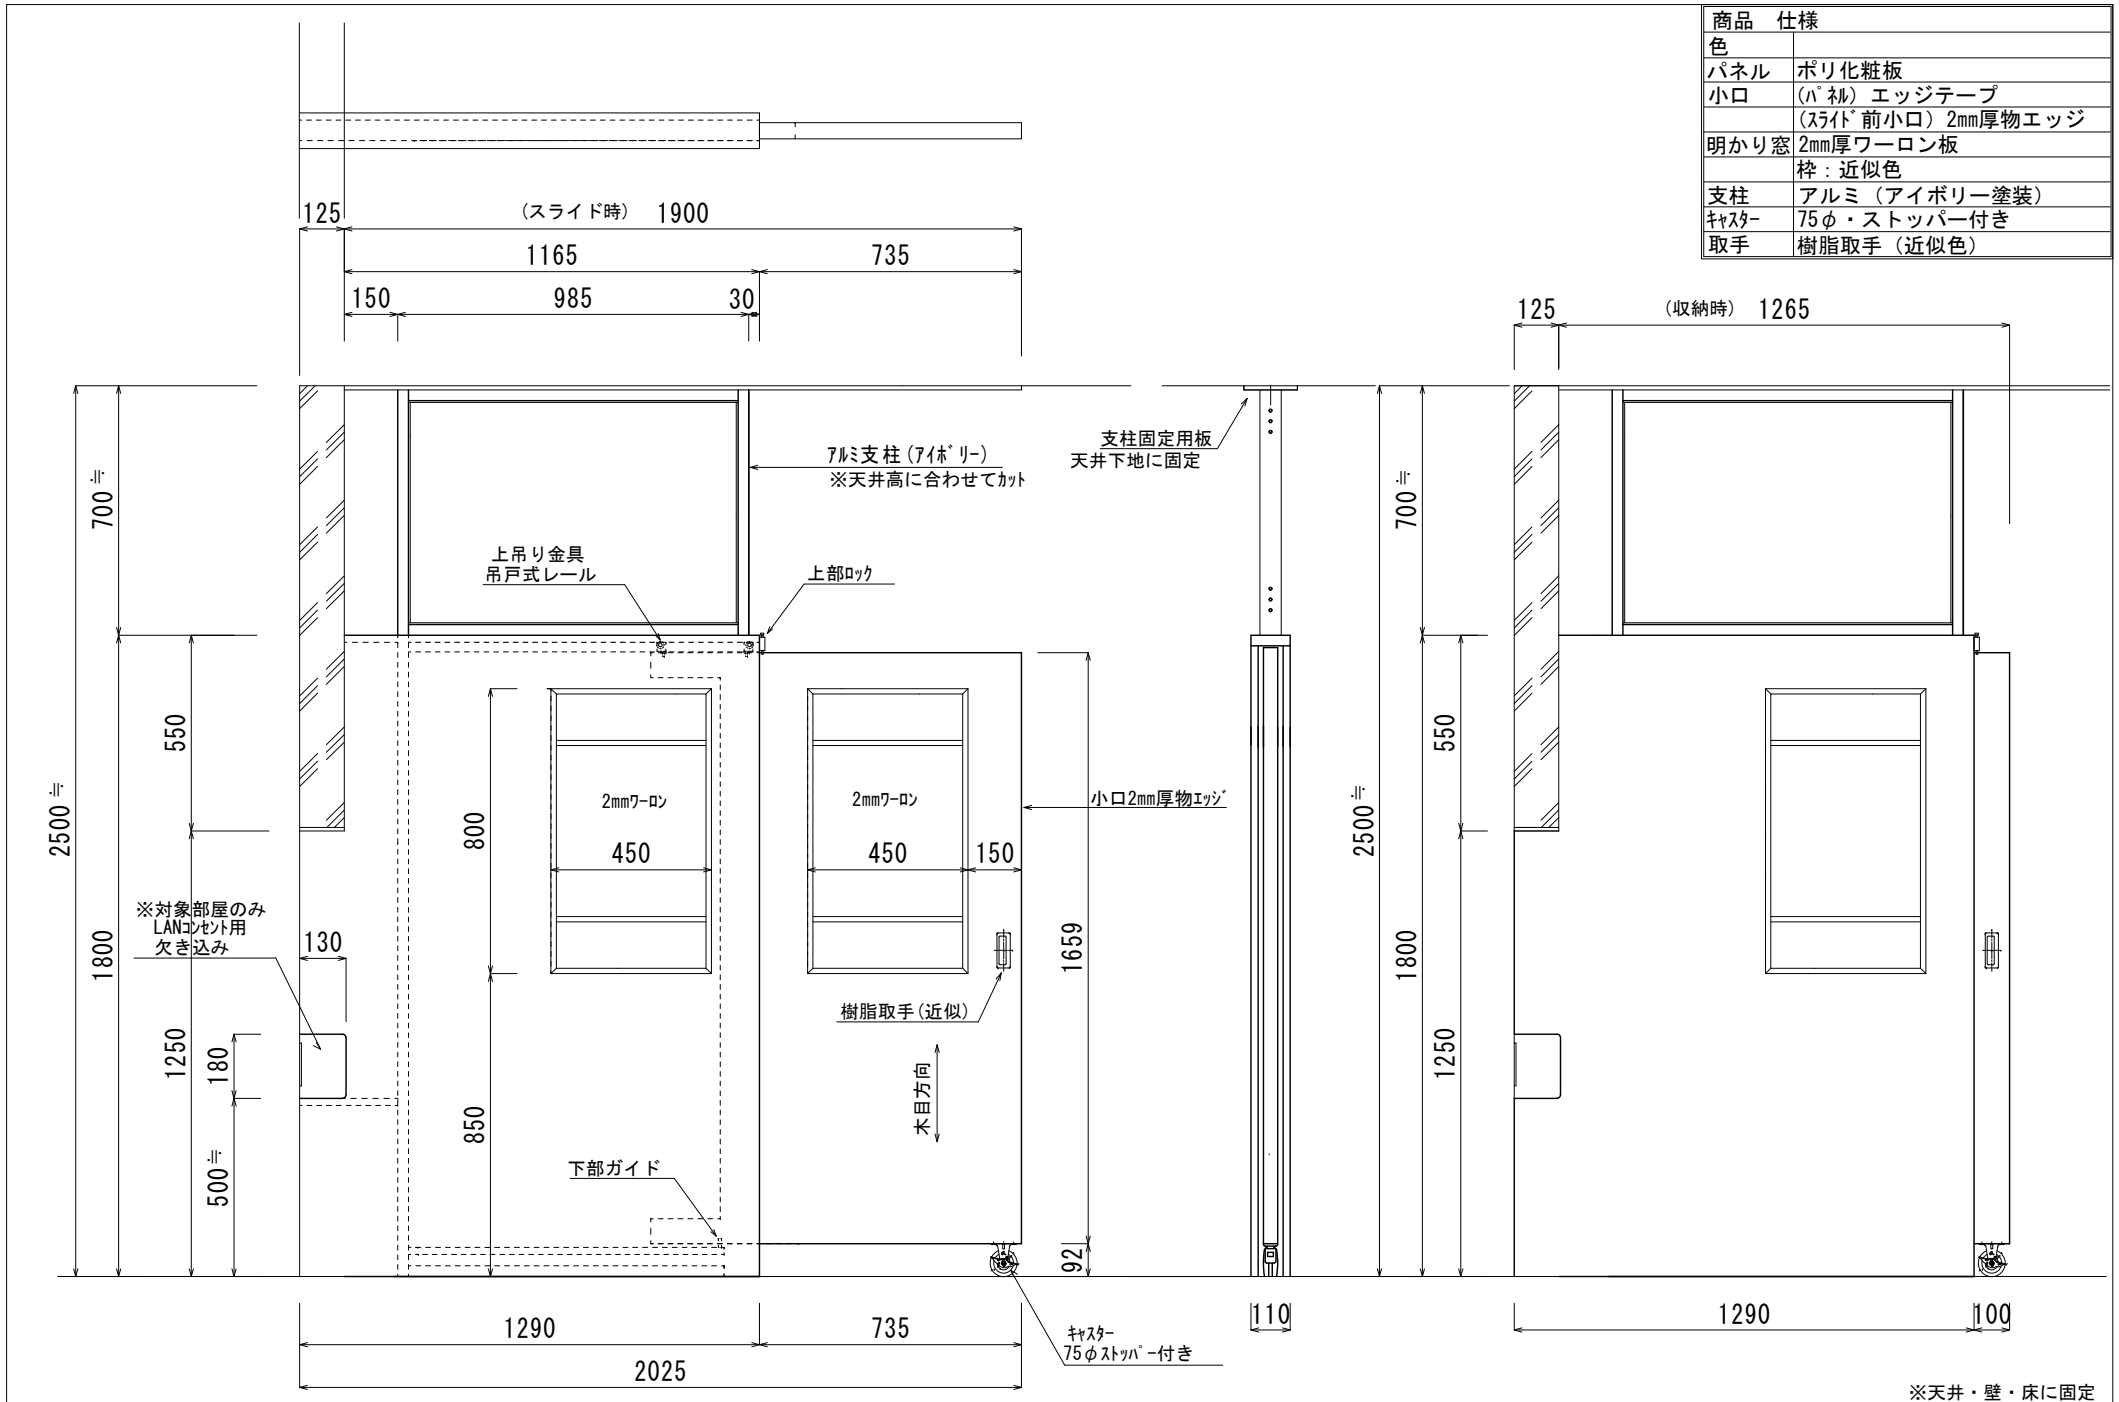 商品　仕様
色
パネル　ポリ化粧板
小口　(ﾊﾟﾈﾙ) エッジテープ
(ｽﾗｲﾄﾞ前小口) 2mm厚物エッジ
明かり窓　2mm厚ワーロン板
枠：近似色
支柱　アルミ（アイボリー塗装）
ｷｬｽﾀｰ　75φ・ストッパー付き
取手　樹脂取手（近似色）
125
(スライド時) 1900
1165
735
150
985
30
125
(収納時) 1265
700≒
2500≒
1800
550
1250
ｱﾙﾐ支柱(ｱｲﾎﾞﾘｰ)
※天井高に合わせてｶｯﾄ
上吊り金具
吊戸式レール
上部ﾛｯｸ
支柱固定用板
天井下地に固定
700≒
2500≒
1800
550
1250
2mmﾜｰﾛﾝ
2mmﾜｰﾛﾝ
小口2mm厚物ｴｯｼﾞ
800
450
450
150
※対象部屋のみ
LANｺﾝｾﾝﾄ用
欠き込み
130
180
500≒
850
1659
92
樹脂取手(近似)
木目方向
下部ガイド
1290
735
2025
ｷｬｽﾀｰ
75φｽﾄｯﾊﾟｰ付き
110
1290
100
※天井・壁・床に固定